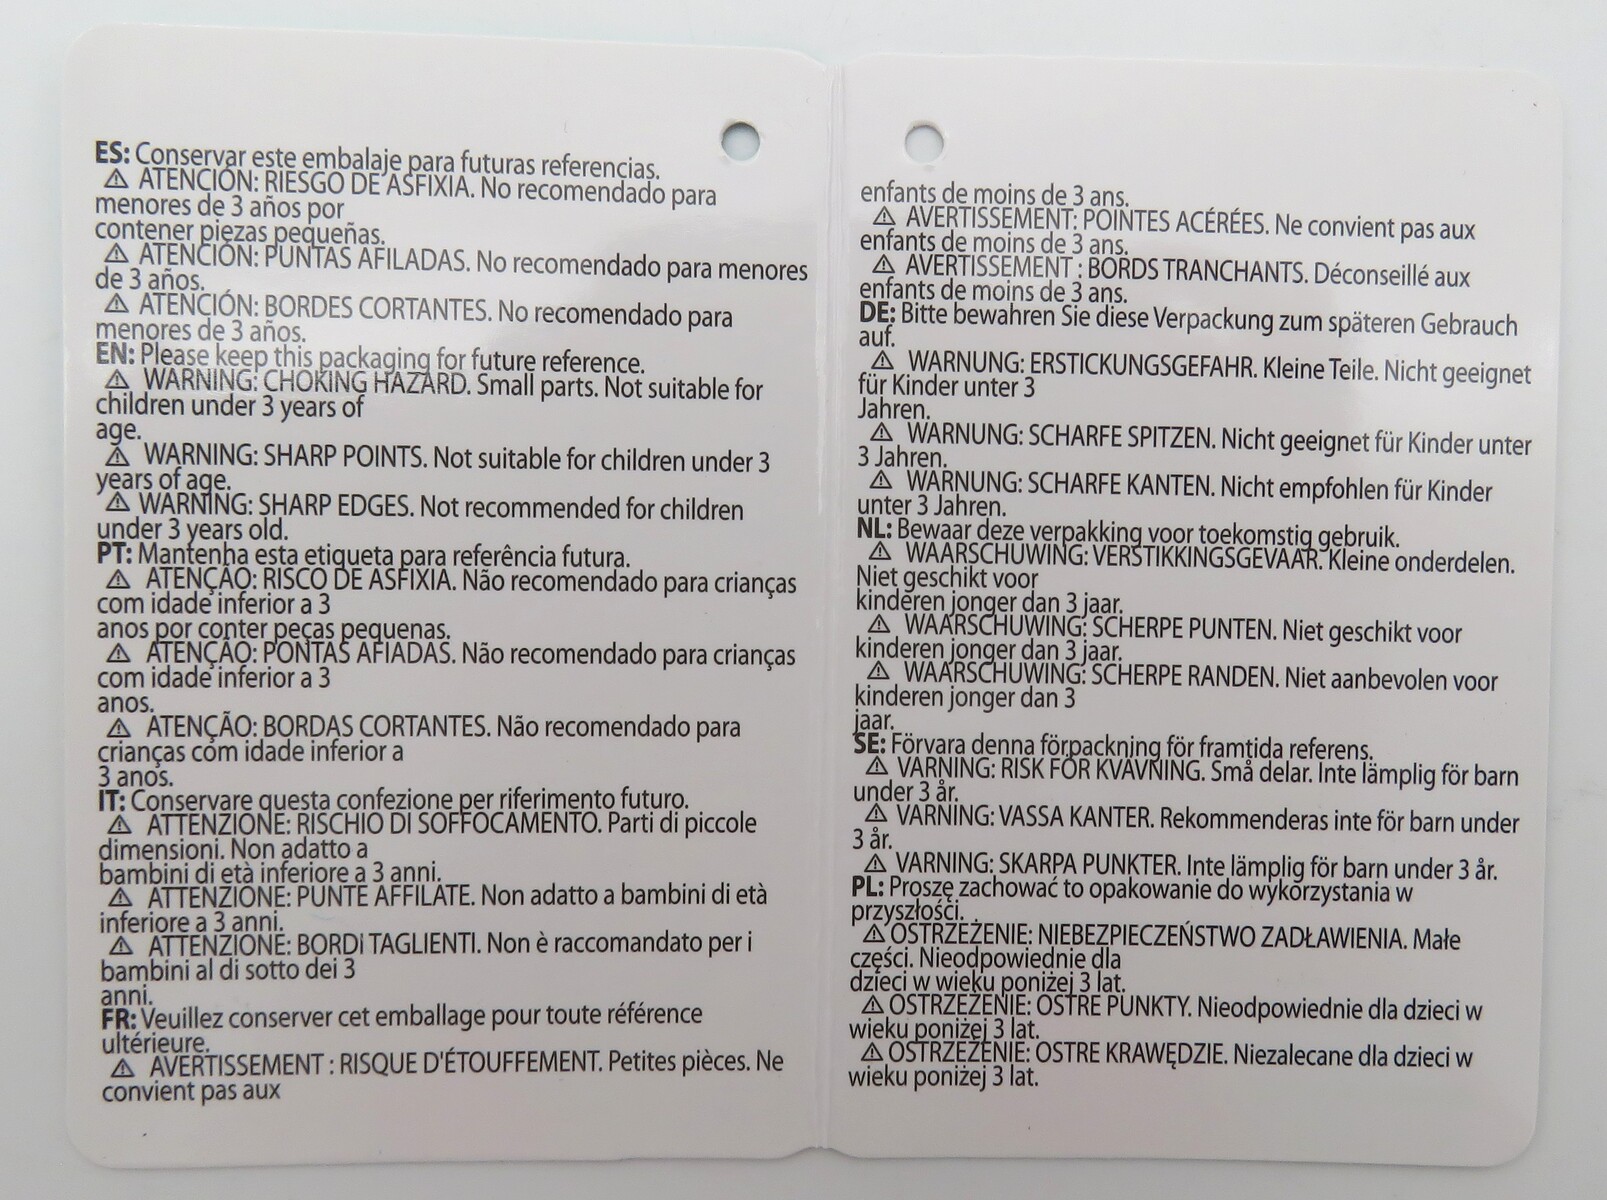 ES: Conservar este embalaje para futuras referencias.
⚠ ATENCIÓN: RIESGO DE ASFIXIA. No recomendado para
menores de 3 años por
contener piezas pequeñas.
⚠ ATENCIÓN: PUNTAS AFILADAS. No recomendado para menores
de 3 años.
⚠ ATENCIÓN: BORDES CORTANTES. No recomendado para
menores de 3 años.
EN: Please keep this packaging for future reference.
⚠ WARNING: CHOKING HAZARD. Small parts. Not suitable for
children under 3 years of
age.
⚠ WARNING: SHARP POINTS. Not suitable for children under 3
years of age.
⚠ WARNING: SHARP EDGES. Not recommended for children
under 3 years old.
PT: Mantenha esta etiqueta para referência futura.
⚠ ATENÇÃO: RISCO DE ASFIXIA. Não recomendado para crianças
com idade inferior a 3
anos por conter peças pequenas.
⚠ ATENÇÃO: PONTAS AFIADAS. Não recomendado para crianças
com idade inferior a 3
anos.
⚠ ATENÇÃO: BORDAS CORTANTES. Não recomendado para
crianças com idade inferior a
3 anos.
IT: Conservare questa confezione per riferimento futuro.
⚠ ATTENZIONE: RISCHIO DI SOFFOCAMENTO. Parti di piccole
dimensioni. Non adatto a
bambini di età inferiore a 3 anni.
⚠ ATTENZIONE: PUNTE AFFILATE. Non adatto a bambini di età
inferiore a 3 anni.
⚠ ATTENZIONE: BORDI TAGLIENTI. Non è raccomandato per i
bambini al di sotto dei 3
anni.
FR: Veuillez conserver cet emballage pour toute référence
ultérieure.
⚠ AVERTISSEMENT : RISQUE D'ÉTOUFFEMENT. Petites pièces. Ne
convient pas aux
enfants de moins de 3 ans.
⚠ AVERTISSEMENT: POINTES ACÉRÉES. Ne convient pas aux
enfants de moins de 3 ans.
⚠ AVERTISSEMENT : BORDS TRANCHANTS. Déconseillé aux
enfants de moins de 3 ans.
DE: Bitte bewahren Sie diese Verpackung zum späteren Gebrauch
auf.
⚠ WARNUNG: ERSTICKUNGSGEFAHR. Kleine Teile. Nicht geeignet
für Kinder unter 3
Jahren.
⚠ WARNUNG: SCHARFE SPITZEN. Nicht geeignet für Kinder unter
3 Jahren.
⚠ WARNUNG: SCHARFE KANTEN. Nicht empfohlen für Kinder
unter 3 Jahren.
NL: Bewaar deze verpakking voor toekomstig gebruik.
⚠ WAARSCHUWING: VERSTIKKINGSGEVAAR. Kleine onderdelen.
Niet geschikt voor
kinderen jonger dan 3 jaar.
⚠ WAARSCHUWING: SCHERPE PUNTEN. Niet geschikt voor
kinderen jonger dan 3 jaar.
⚠ WAARSCHUWING: SCHERPE RANDEN. Niet aanbevolen voor
kinderen jonger dan 3
jaar.
SE: Förvara denna förpackning för framtida referens.
⚠ VARNING: RISK FÖR KVÄVNING. Små delar. Inte lämplig för barn
under 3 år.
⚠ VARNING: VASSA KANTER. Rekommenderas inte för barn under
3 år.
⚠ VARNING: SKARPA PUNKTER. Inte lämplig för barn under 3 år.
PL: Proszę zachować to opakowanie do wykorzystania w
przyszłości.
⚠ OSTRZEŻENIE: NIEBEZPIECZEŃSTWO ZADŁAWIENIA. Małe
części. Nieodpowiednie dla
dzieci w wieku poniżej 3 lat.
⚠ OSTRZEŻENIE: OSTRE PUNKTY. Nieodpowiednie dla dzieci w
wieku poniżej 3 lat.
⚠ OSTRZEŻENIE: OSTRE KRAWĘDZIE. Niezalecane dla dzieci w
wieku poniżej 3 lat.